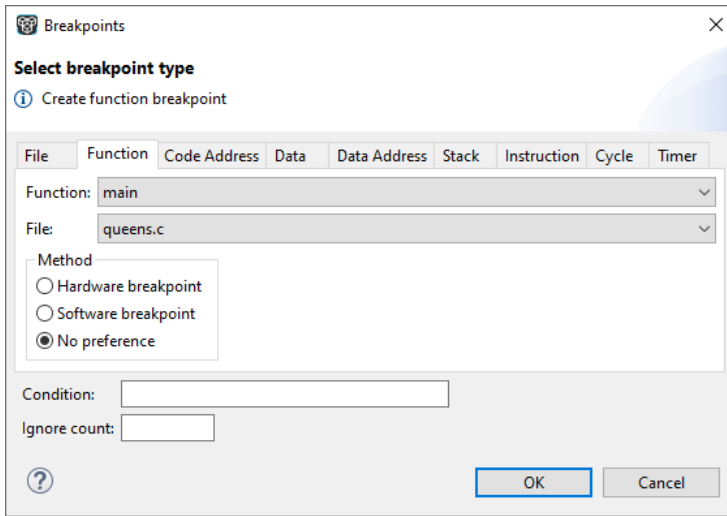 Breakpoints
Select breakpoint type
Create function breakpoint
File Function Code Address Data Data Address Stack Instruction Cycle Timer
Function: main
File: queens.c
Method
Hardware breakpoint
Software breakpoint
No preference
Condition:
Ignore count:
? OK Cancel